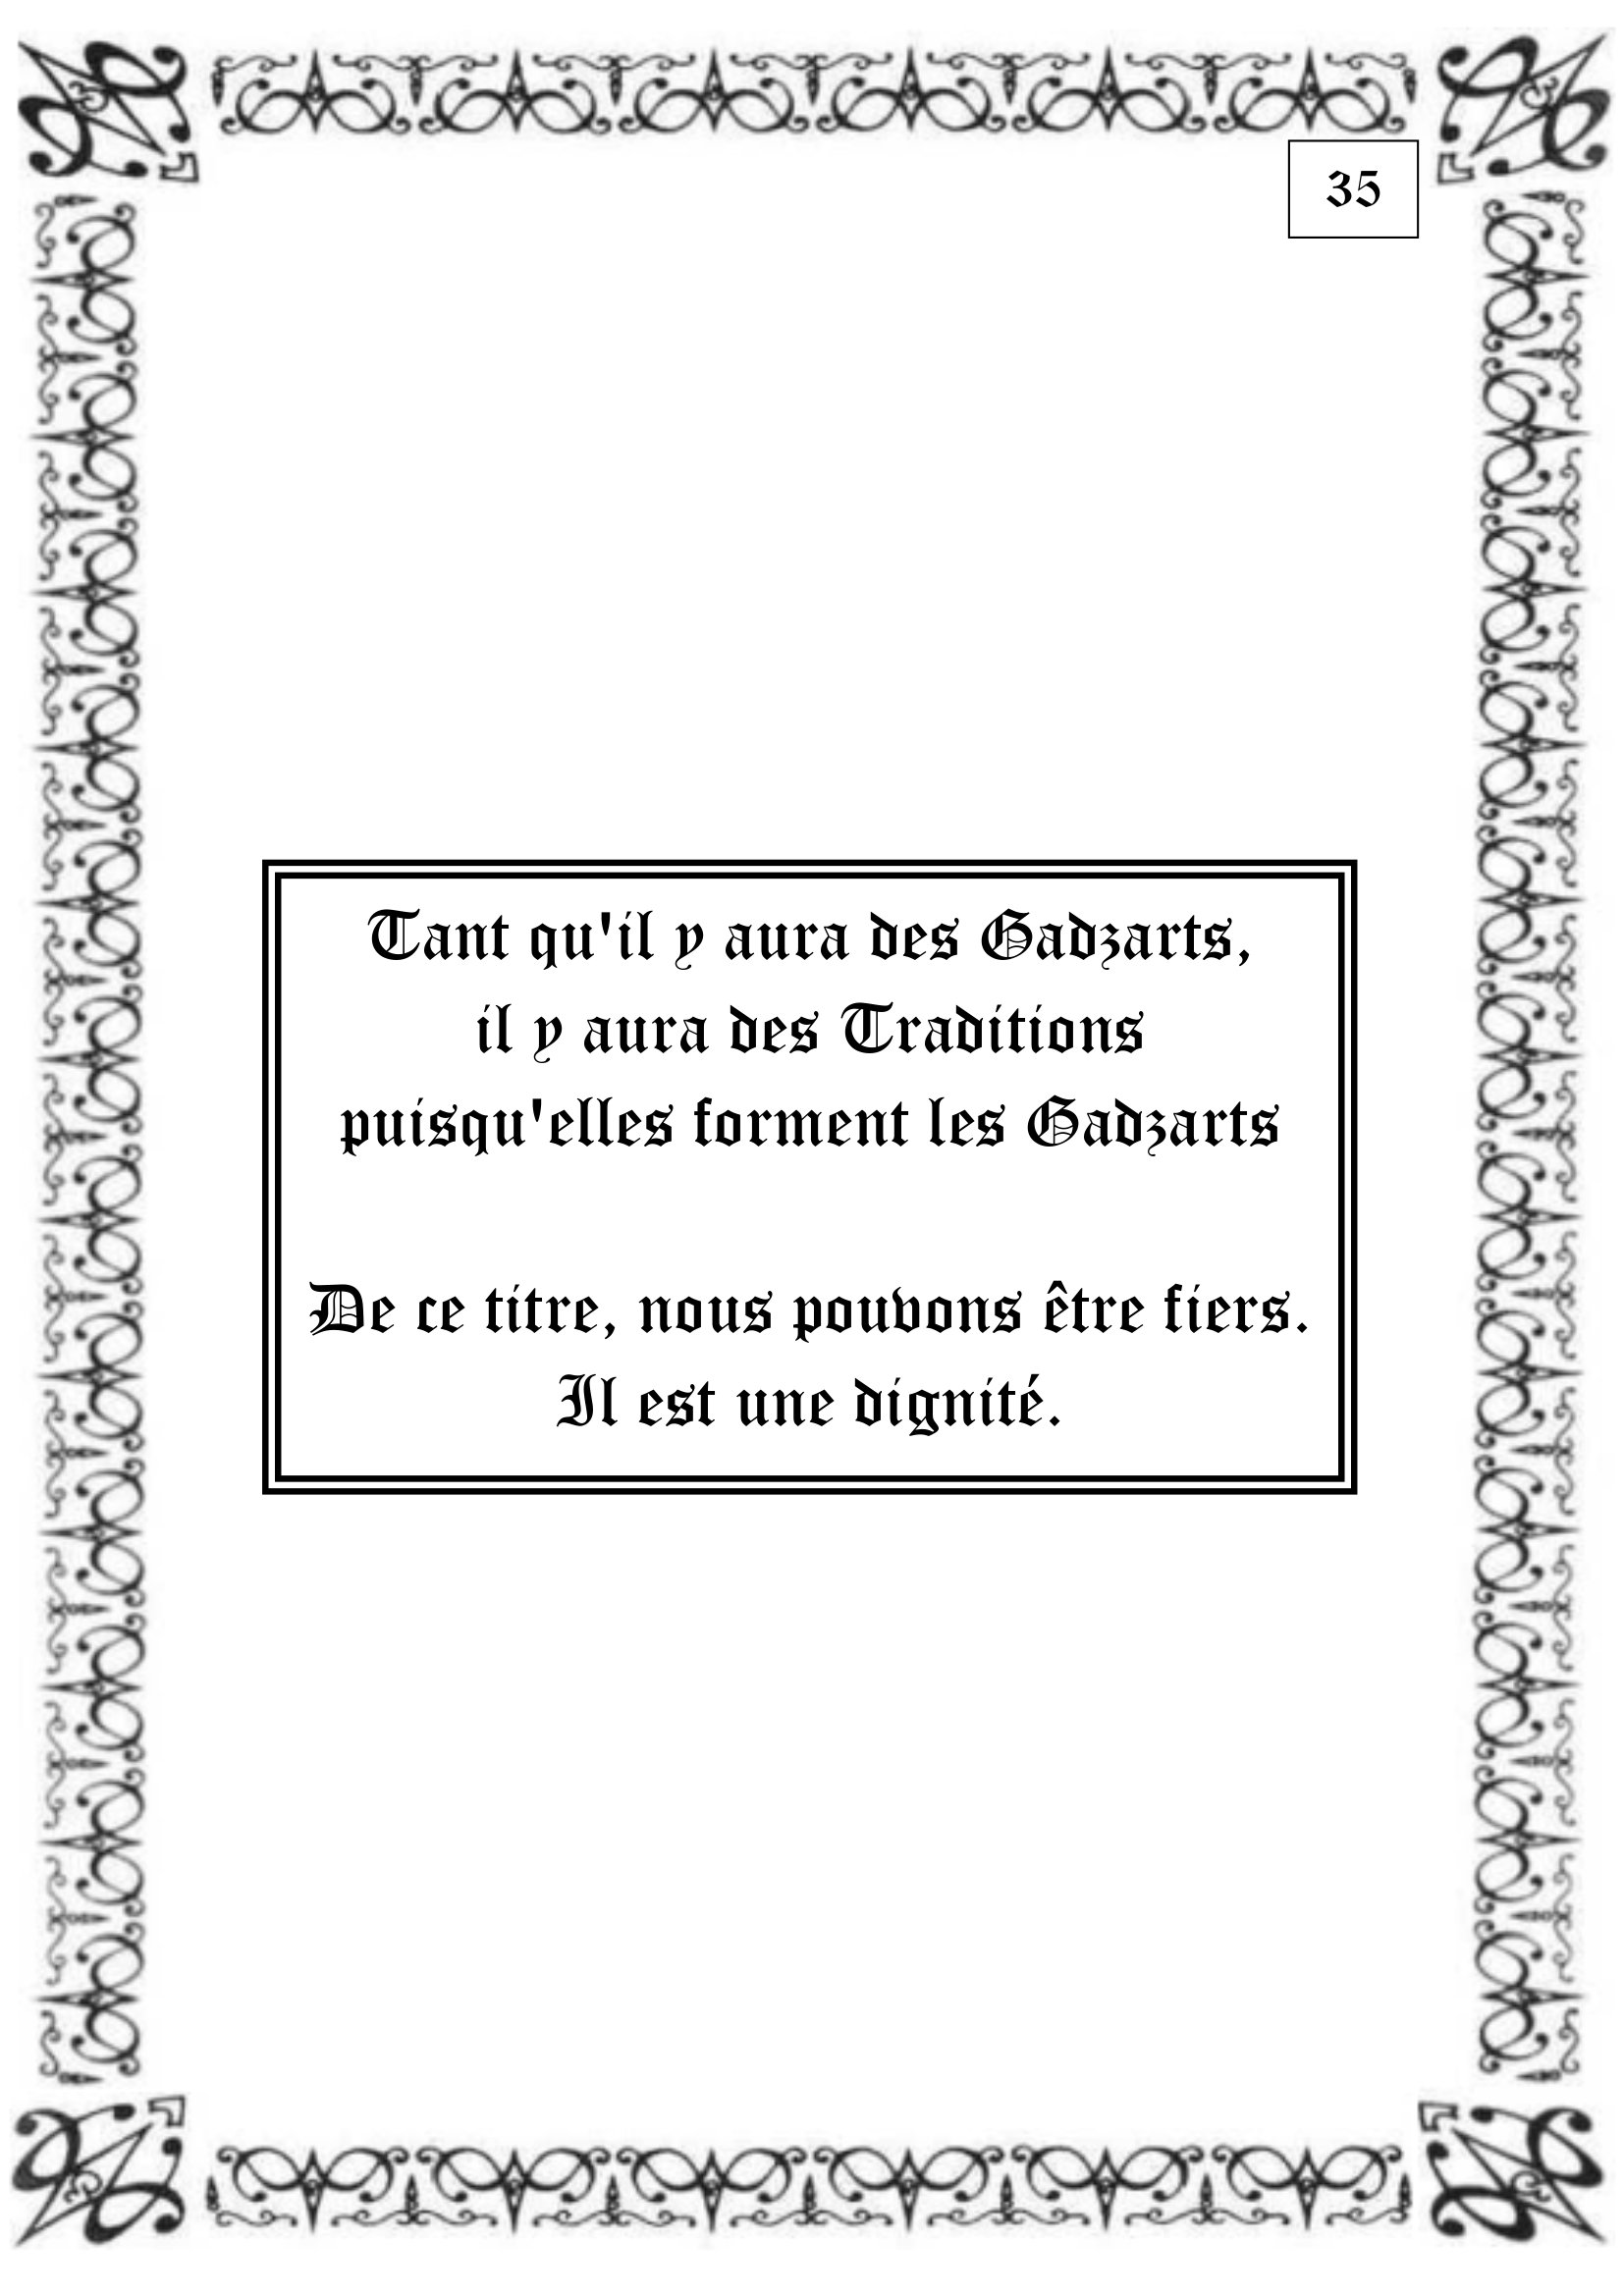 35
Tant qu'il y aura des Gadzarts,
il y aura des Traditions
puisqu'elles forment les Gadzarts
De ce titre, nous pouvons être fiers.
Il est une dignité.